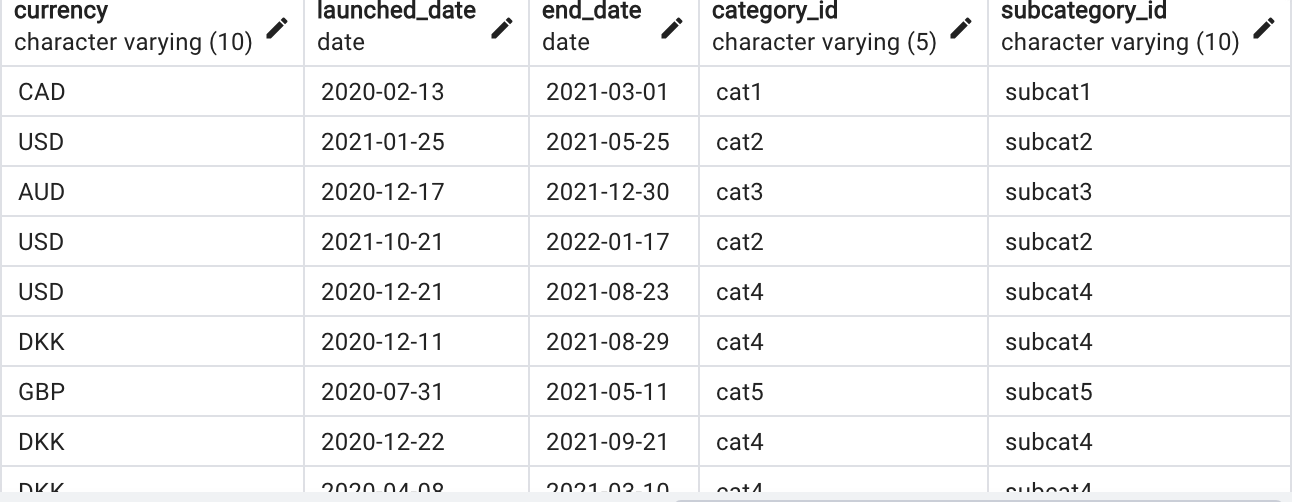 currency launched_date end_date category_id subcategory_id
character varying (10) date date character varying (5) character varying (10)
CAD 2020-02-13 2021-03-01 cat1 subcat1
USD 2021-01-25 2021-05-25 cat2 subcat2
AUD 2020-12-17 2021-12-30 cat3 subcat3
USD 2021-10-21 2022-01-17 cat2 subcat2
USD 2020-12-21 2021-08-23 cat4 subcat4
DKK 2020-12-11 2021-08-29 cat4 subcat4
GBP 2020-07-31 2021-05-11 cat5 subcat5
DKK 2020-12-22 2021-09-21 cat4 subcat4
DKK 2020-04-08 2021-03-10 cat4 subcat4